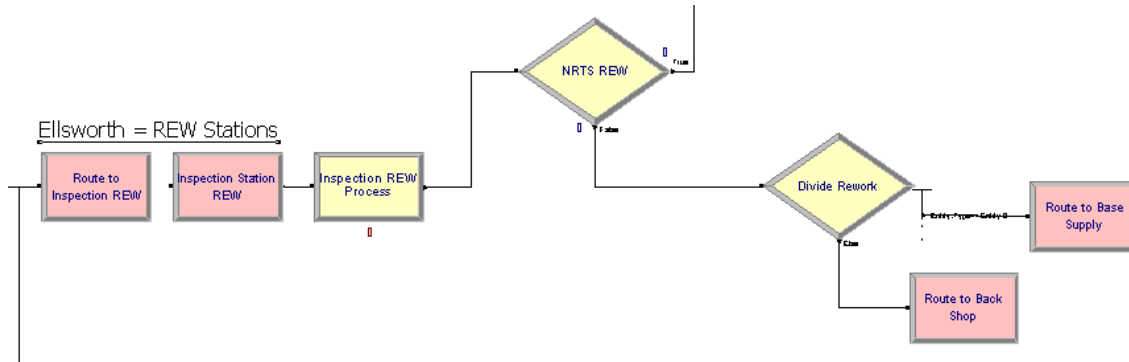 NRTS REW
0
True
0
False
Ellsworth = REW Stations
Route to
Inspection REW
Inspection Station
REW
Inspection REW
Process
0
Divide Rework
Else
Route to Base
Supply
Route to Back
Shop